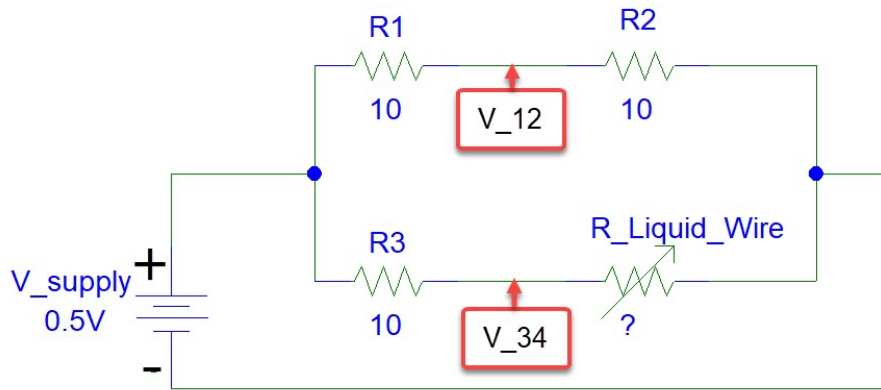 R1
R2
10
V_12
10
R3
R_Liquid_Wire
+
V_supply
0.5V
10
V_34
?
-